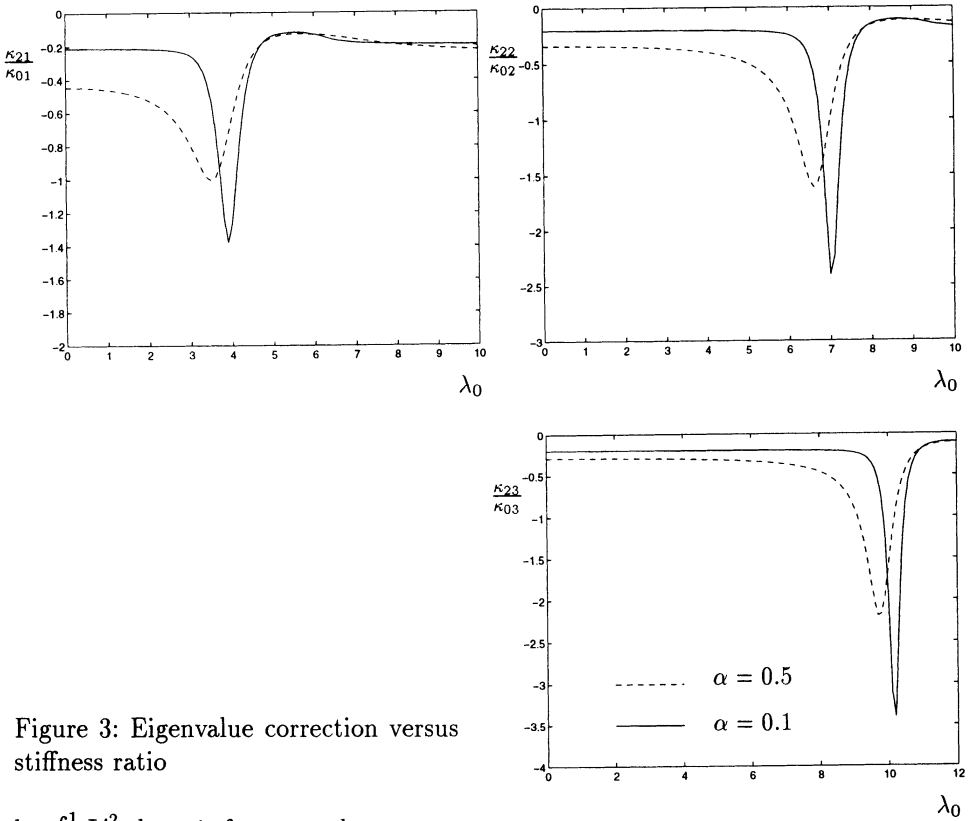 0
-0.2
-0.4
-0.6
-0.8
-1
-1.2
-1.4
-1.6
-1.8
-2
κ21
κ01
0 1 2 3 4 5 6 7 8 9 10
λ0
0
-0.5
-1
-1.5
-2
-2.5
-3
κ22
κ02
0 1 2 3 4 5 6 7 8 9 10
λ0
0
-0.5
-1
-1.5
-2
-2.5
-3
-3.5
-4
κ23
κ03
α = 0.5
α = 0.1
0 2 4 6 8 10 12
λ0
Figure 3: Eigenvalue correction versus
stiffness ratio